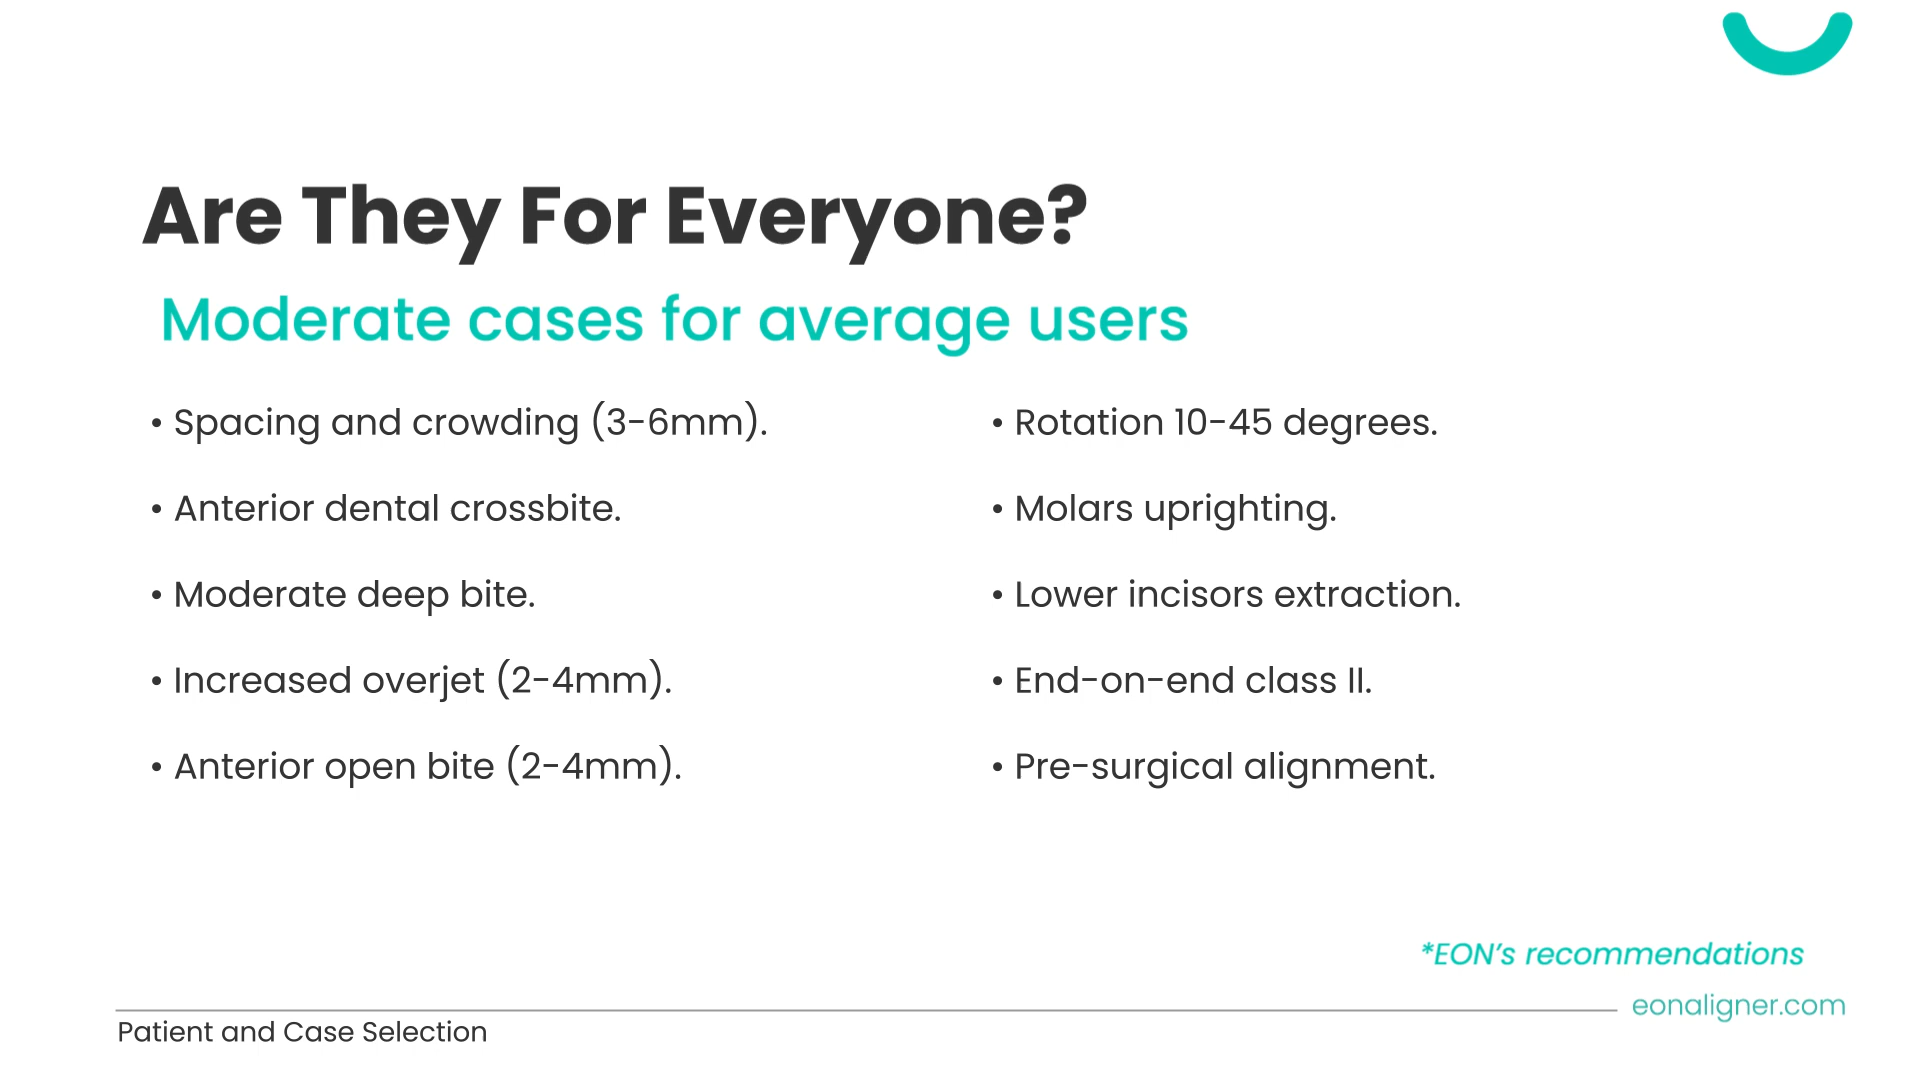 Are They For Everyone?
Moderate cases for average users
• Spacing and crowding (3-6mm).
• Anterior dental crossbite.
• Moderate deep bite.
• Increased overjet (2-4mm).
• Anterior open bite (2-4mm).
• Rotation 10-45 degrees.
• Molars uprighting.
• Lower incisors extraction.
• End-on-end class II.
• Pre-surgical alignment.
*EON’s recommendations
eonaligner.com
Patient and Case Selection